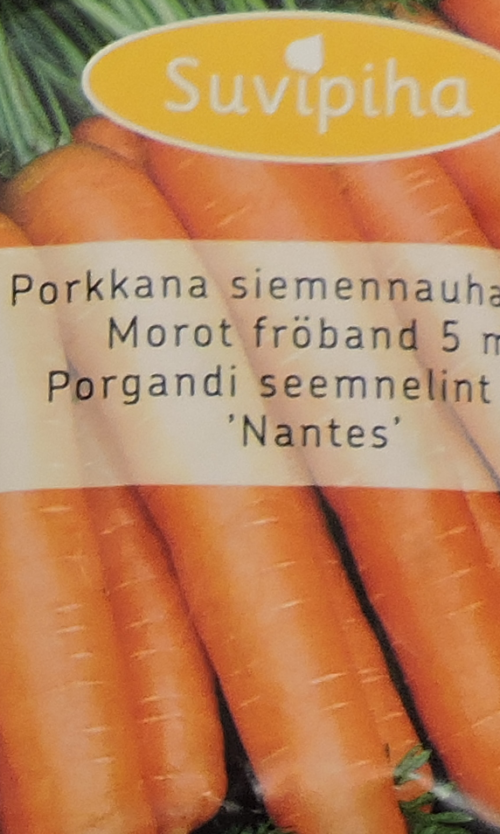 Suvipiha
Porkkana siemennauha
Morot fröband 5 m
Porgandi seemnelint
'Nantes'